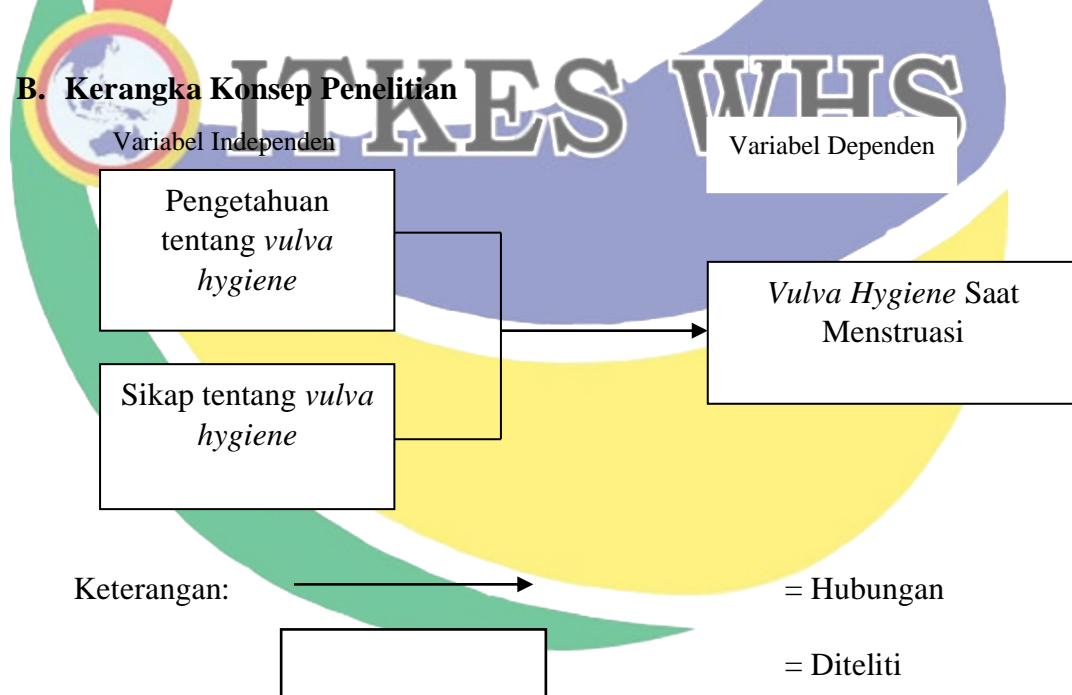 ITKES WHS
B. Kerangka Konsep Penelitian
Variabel Independen
Variabel Dependen
Pengetahuan
tentang vulva
hygiene
Vulva Hygiene Saat
Menstruasi
Sikap tentang vulva
hygiene
Keterangan:
= Hubungan
= Diteliti